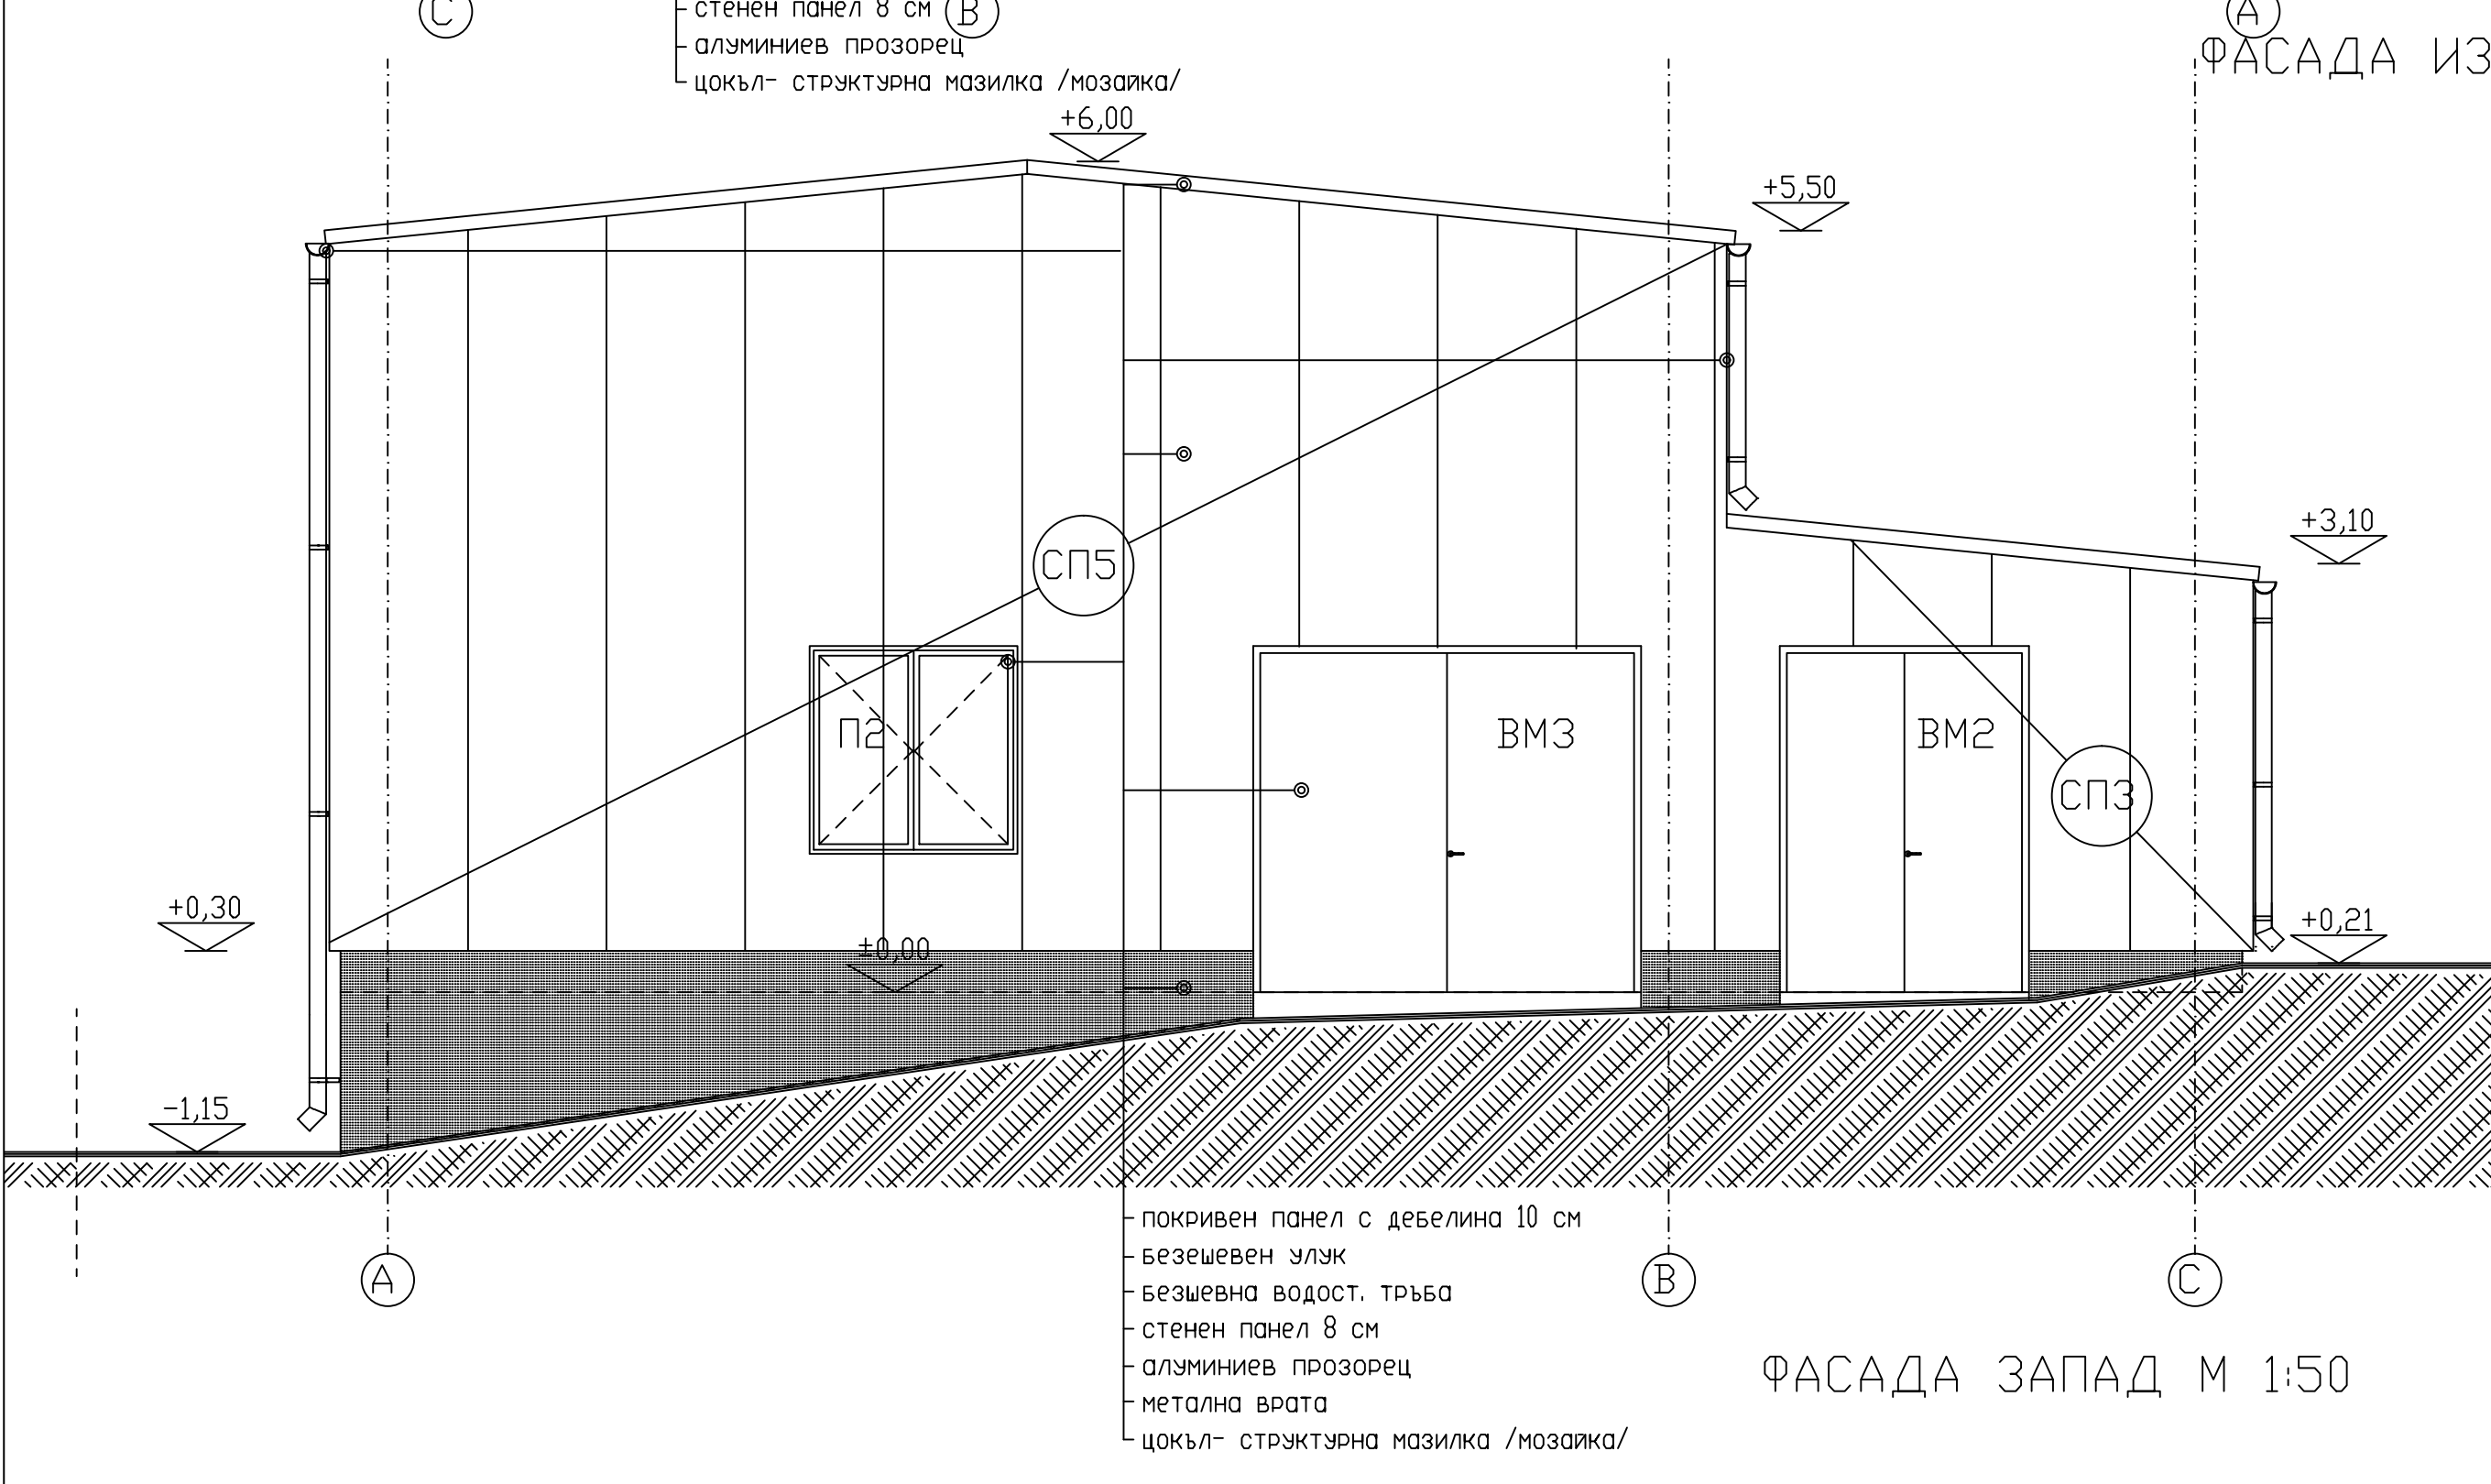 С
стенен панел 8 см
В
А
алуминиев прозорец
ФАСАДА ИЗ
цокъл- структурна мазилка /мозайка/
+6,00
+5,50
+3,10
СП5
П2
ВМ3
ВМ2
СП3
+0,30
±0,00
+0,21
-1,15
покривен панел с дебелина 10 см
безешевен улук
А
В
С
безшевна водост. тръба
стенен панел 8 см
алуминиев прозорец
ФАСАДА ЗАПАД М 1:50
метална врата
цокъл- структурна мазилка /мозайка/